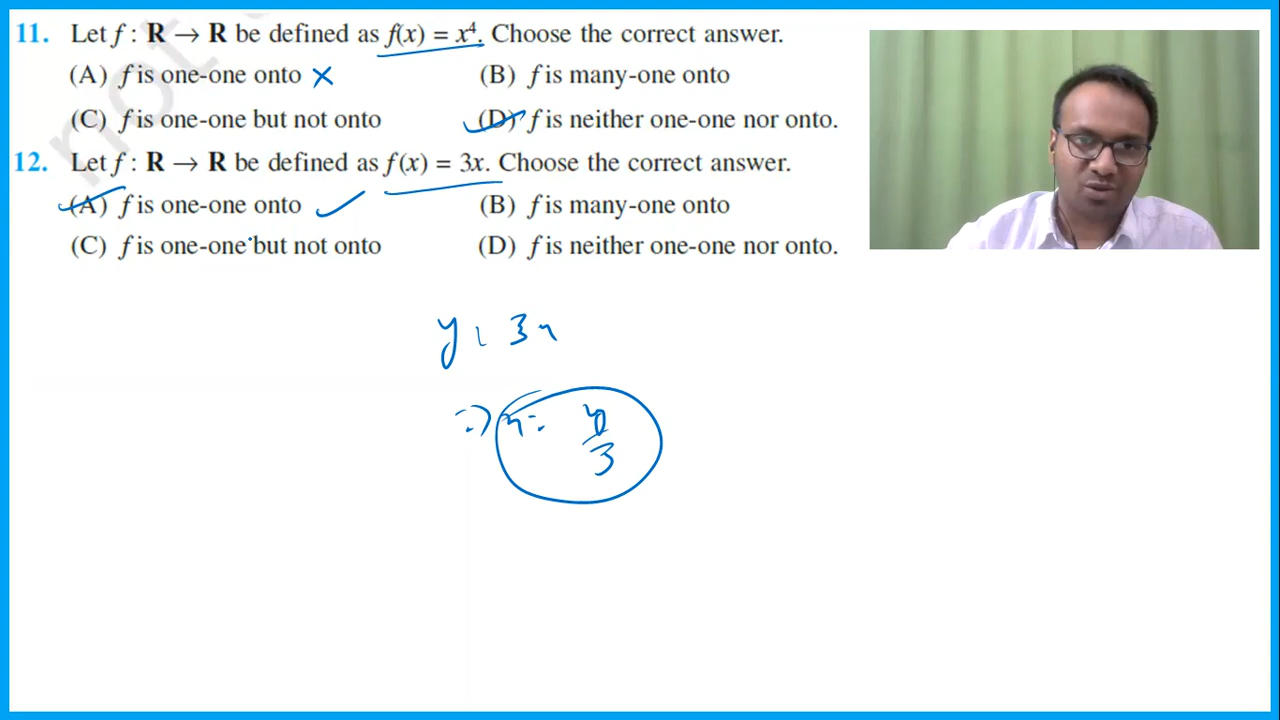 11. Let f : R → R be defined as f(x) = x⁴. Choose the correct answer.
(A) f is one-one onto ✗ (B) f is many-one onto
(C) f is one-one but not onto (D) f is neither one-one nor onto.
12. Let f : R → R be defined as f(x) = 3x. Choose the correct answer.
(A) f is one-one onto ✓ (B) f is many-one onto
(C) f is one-one but not onto (D) f is neither one-one nor onto.
y = 3x
⇒ x = y/3
not